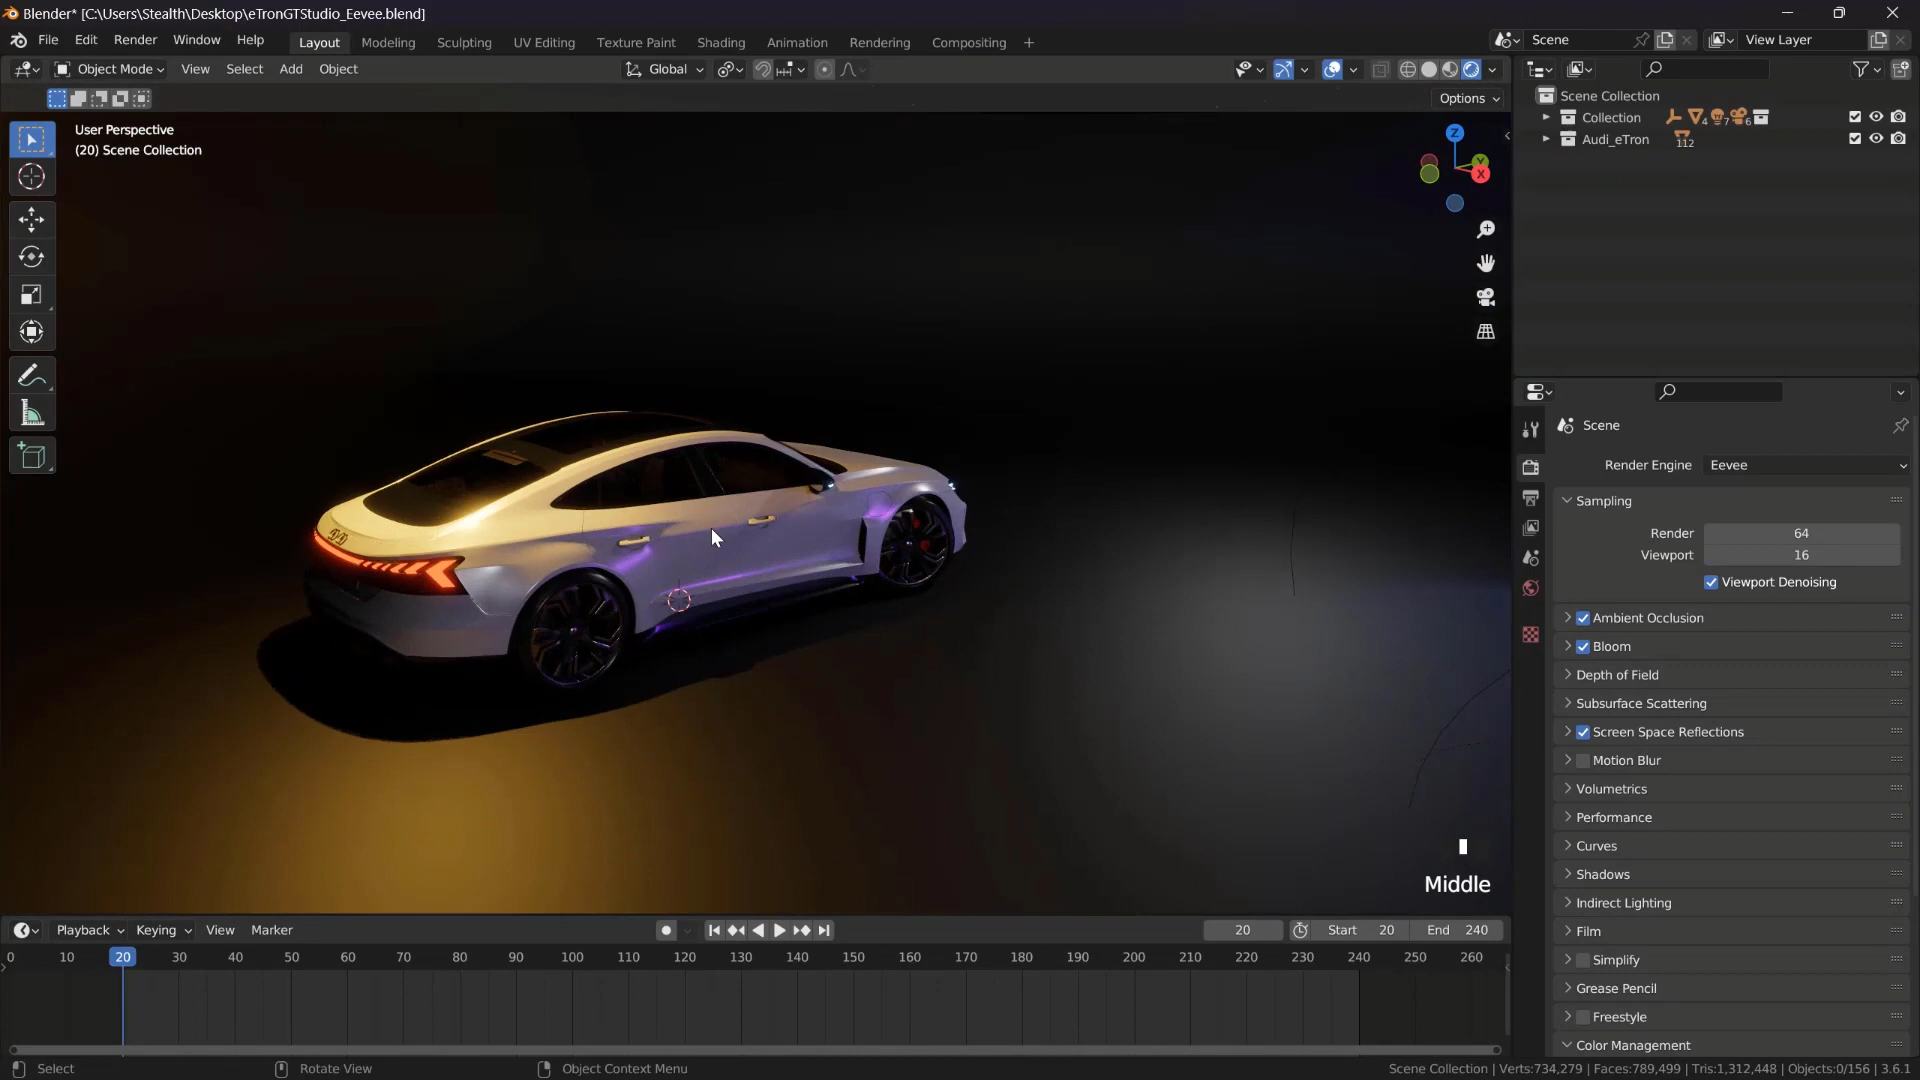 Blender* [C:\Users\Stealth\Desktop\eTronGTStudio_Eevee.blend]
File Edit Render Window Help Layout Modeling Sculpting UV Editing Texture Paint Shading Animation Rendering Compositing Scene View Layer
Object Mode View Select Add Object Global
Options
User Perspective
(20) Scene Collection
Z
Y
X
Scene Collection
Collection 4 7 6
Audi_eTron 112
Scene
Render Engine Eevee
Sampling
Render 64
Viewport 16
Viewport Denoising
Ambient Occlusion
Bloom
Depth of Field
Subsurface Scattering
Screen Space Reflections
Motion Blur
Volumetrics
Performance
Curves
Shadows
Indirect Lighting
Film
Simplify
Grease Pencil
Freestyle
Color Management
Middle
Playback Keying View Marker 20 Start 20 End 240
0 10 20 30 40 50 60 70 80 90 100 110 120 130 140 150 160 170 180 190 200 210 220 230 240 250 260
Select Rotate View Object Context Menu Scene Collection | Verts:734,279 | Faces:789,499 | Tris:1,312,448 | Objects:0/156 | 3.6.1